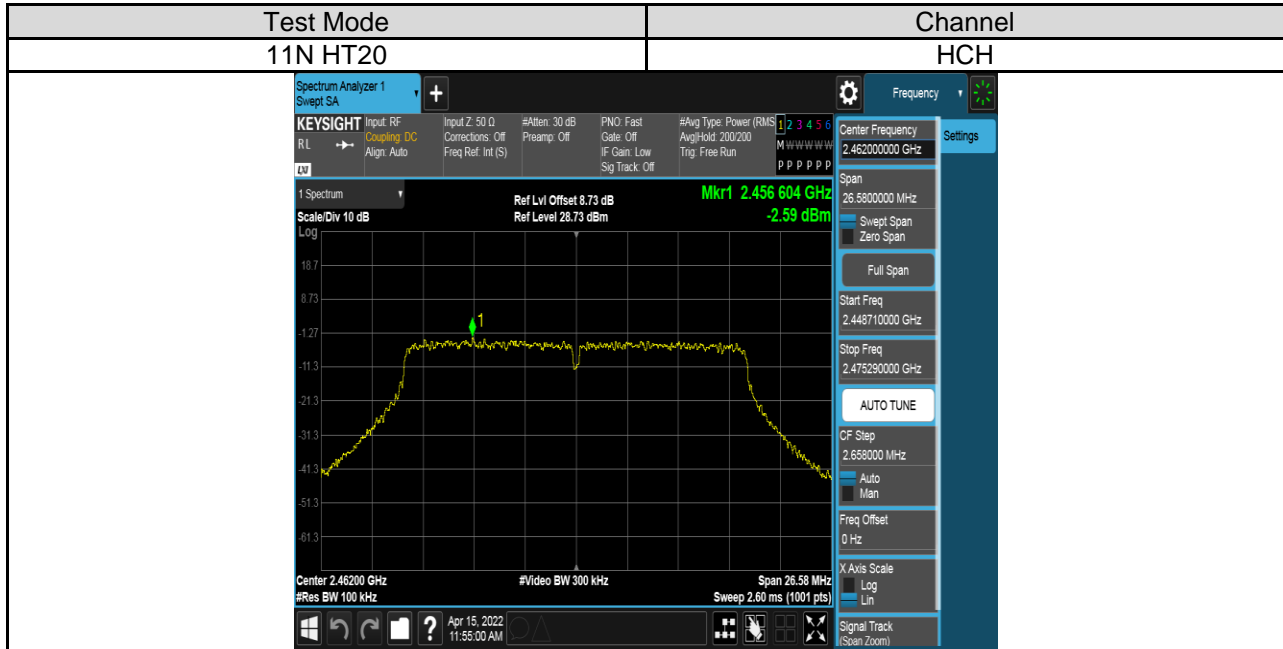 Test Mode Channel
11N HT20 HCH
Spectrum Analyzer 1
Swept SA
+
Frequency
KEYSIGHT Input: RF Input Z: 50 Ω #Atten: 30 dB PNO: Fast #Avg Type: Power (RMS 1 2 3 4 5 6
RL Coupling: DC Corrections: Off Preamp: Off Gate: Off Avg|Hold: 200/200 M W W W W W
Align: Auto Freq Ref: Int (S) IF Gain: Low Trig: Free Run
LXI Sig Track: Off P P P P P P
1 Spectrum Ref Lvl Offset 8.73 dB Mkr1 2.456 604 GHz
Scale/Div 10 dB Ref Level 28.73 dBm -2.59 dBm
Log
18.7
8.73
1
-1.27
-11.3
-21.3
-31.3
-41.3
-51.3
-61.3
Center 2.46200 GHz #Video BW 300 kHz Span 26.58 MHz
#Res BW 100 kHz Sweep 2.60 ms (1001 pts)
? Apr 15, 2022
11:55:00 AM
Center Frequency
2.462000000 GHz
Settings
Span
26.5800000 MHz
Swept Span
Zero Span
Full Span
Start Freq
2.448710000 GHz
Stop Freq
2.475290000 GHz
AUTO TUNE
CF Step
2.658000 MHz
Auto
Man
Freq Offset
0 Hz
X Axis Scale
Log
Lin
Signal Track
(Span Zoom)